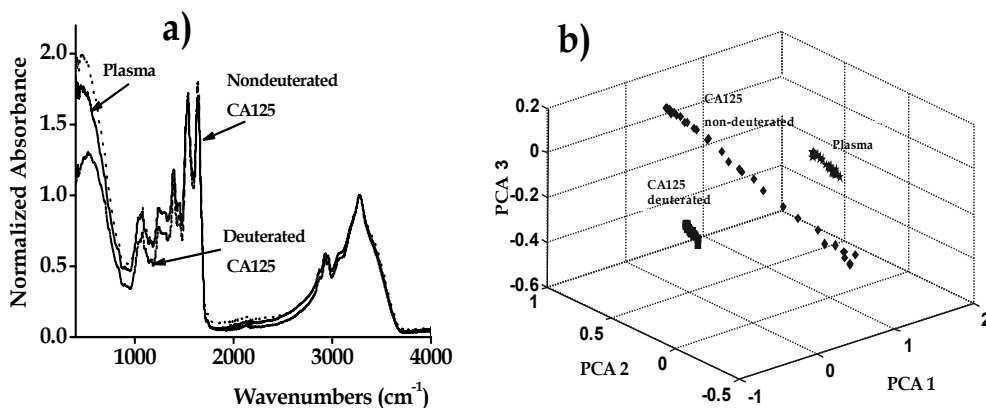 a)
Normalized Absorbance
2.0
1.5
1.0
0.5
0.0
Plasma
Nondeuterated
CA125
Deuterated
CA125
1000
2000
3000
4000
Wavenumbers (cm⁻¹)
b)
PCA 3
0.2
0
-0.2
-0.4
-0.6
CA125
non-deuterated
Plasma
CA125
deuterated
1
0.5
0
-0.5
PCA 2
-1
0
1
2
PCA 1